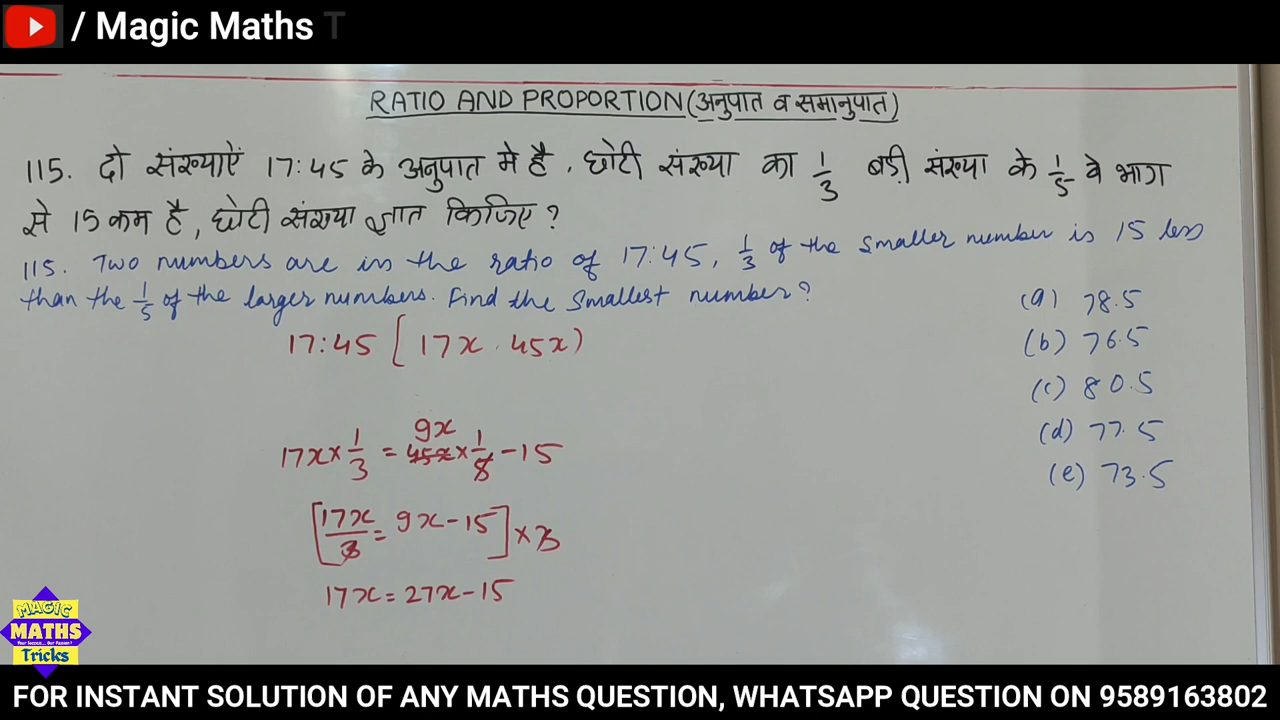 / Magic Maths T
RATIO AND PROPORTION (अनुपात व समानुपात)
115. दो संख्याऐं 17:45 के अनुपात मे है, छोटी संख्या का 1/3 बड़ी संख्या के 1/5 वे भाग
से 15 कम है, छोटी संख्या ज्ञात किजिए?
115. Two numbers are in the ratio of 17:45, 1/3 of the smaller number is 15 less
than the 1/5 of the larger numbers. Find the Smallest number?
(a) 78.5
17:45 [17x, 45x)
(b) 76.5
(c) 80.5
9x
(d) 77.5
17x × 1/3 = 45x × 1/5 - 15
(e) 73.5
[17x/3 = 9x - 15] × 3
17x = 27x - 15
MAGIC
MATHS
Tricks
FOR INSTANT SOLUTION OF ANY MATHS QUESTION, WHATSAPP QUESTION ON 9589163802